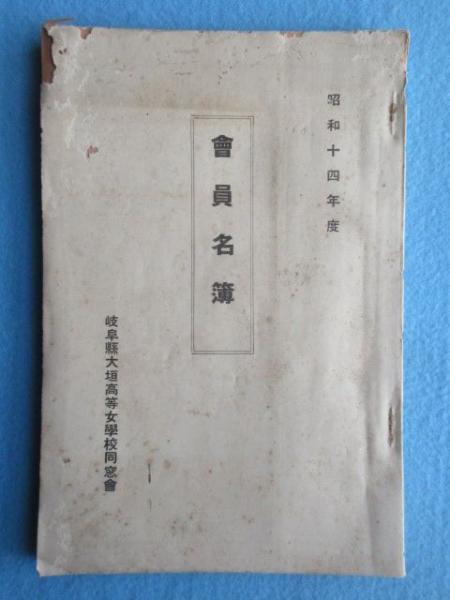 昭和十四年度
會員名簿
岐阜縣大垣高等女學校同窓會